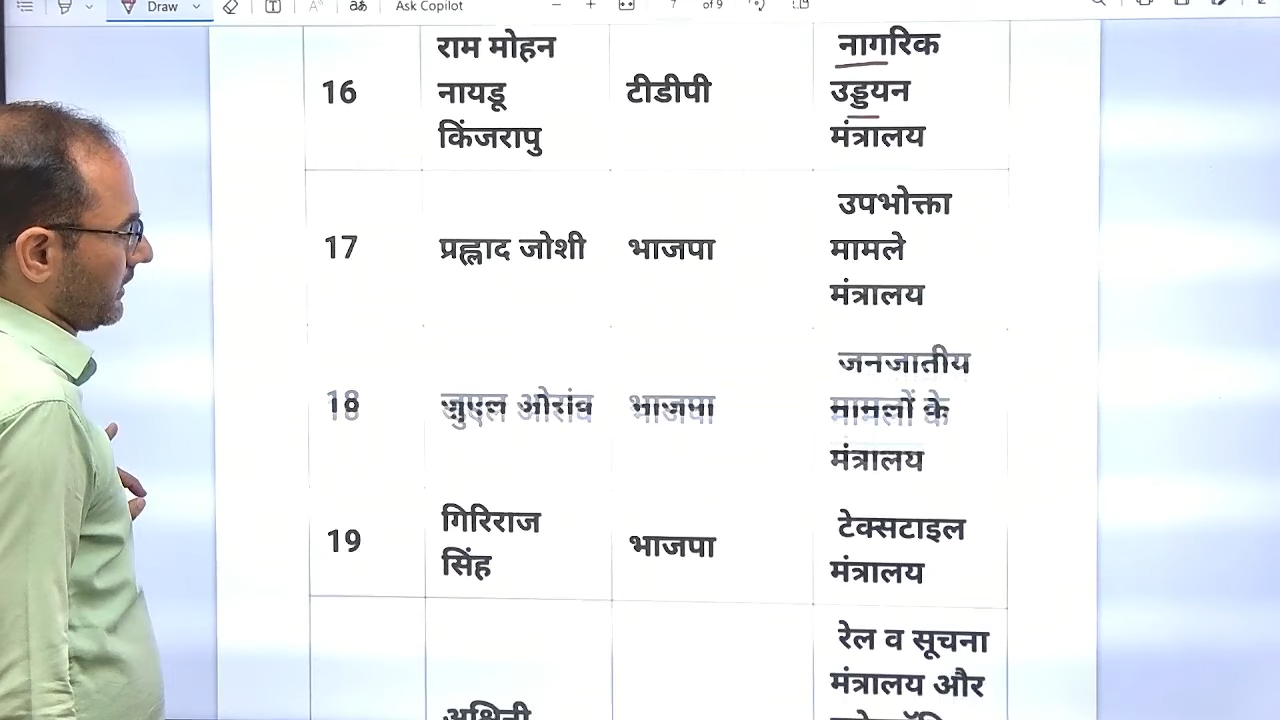 Draw
Ask Copilot
7 of 9
राम मोहन
नायडू
किंजरापु
16
टीडीपी
नागरिक
उड्डयन
मंत्रालय
17
प्रह्लाद जोशी
भाजपा
उपभोक्ता
मामले
मंत्रालय
18
जुएल ओरांव
भाजपा
जनजातीय
मामलों के
मंत्रालय
19
गिरिराज
सिंह
भाजपा
टेक्सटाइल
मंत्रालय
रेल व सूचना
मंत्रालय और